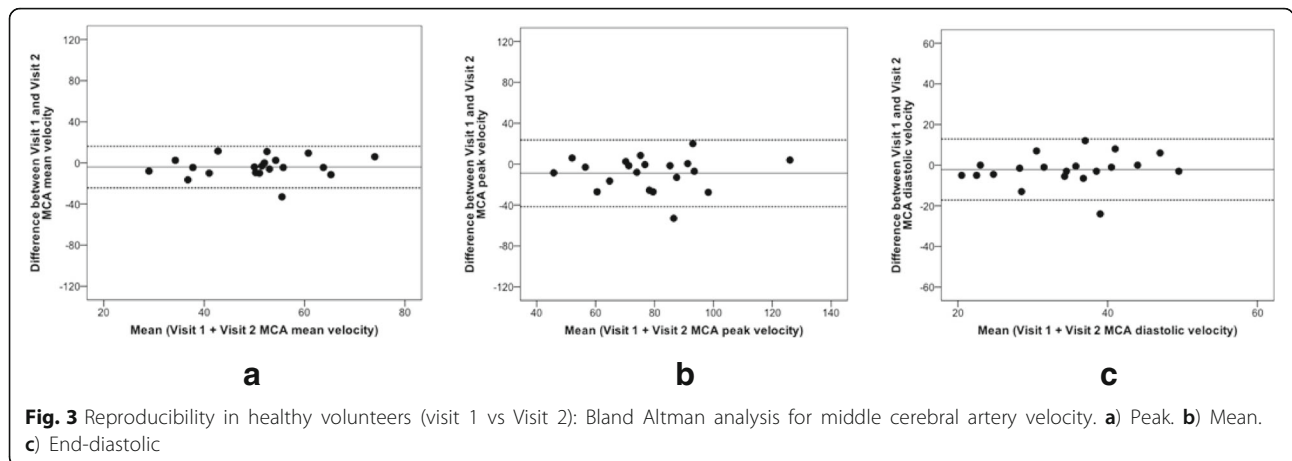 Difference between Visit 1 and Visit 2
MCA mean velocity
120
80
40
0
-40
-80
-120
20
40
60
80
Mean (Visit 1 + Visit 2 MCA mean velocity)
a
Difference between Visit 1 and Visit 2
MCA peak velocity
120
80
40
0
-40
-80
-120
40
60
80
100
120
140
Mean (Visit 1 + Visit 2 MCA peak velocity)
b
Difference between Visit 1 and Visit 2
MCA diastolic velocity
60
40
20
0
-20
-40
-60
20
40
60
Mean (Visit 1 + Visit 2 MCA diastolic velocity)
c
Fig. 3 Reproducibility in healthy volunteers (visit 1 vs Visit 2): Bland Altman analysis for middle cerebral artery velocity. a) Peak. b) Mean.
c) End-diastolic